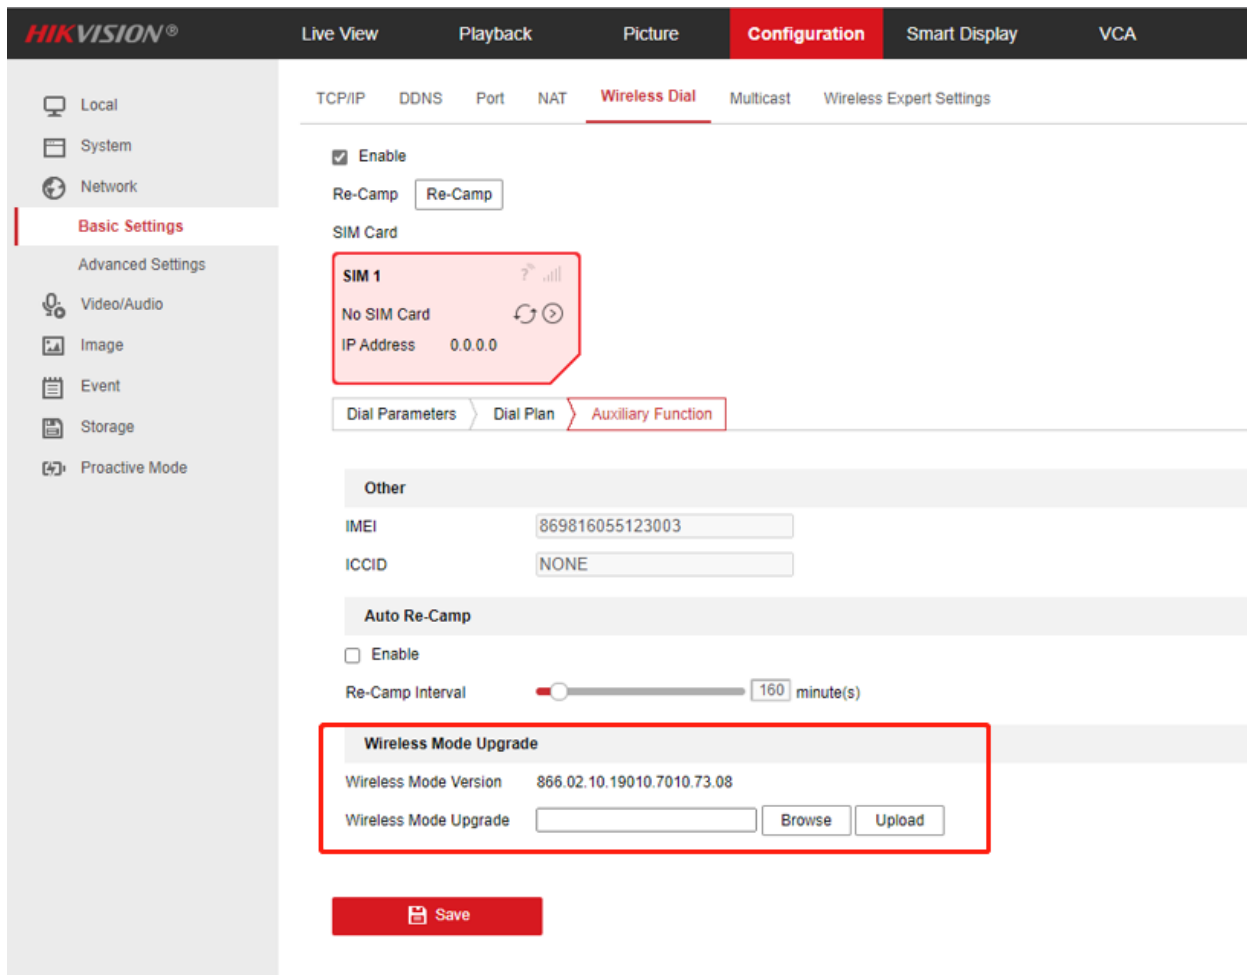 HIKVISION® Live View Playback Picture Configuration Smart Display VCA
Local
System
Network
Basic Settings
Advanced Settings
Video/Audio
Image
Event
Storage
Proactive Mode
TCP/IP DDNS Port NAT Wireless Dial Multicast Wireless Expert Settings
Enable
Re-Camp Re-Camp
SIM Card
SIM 1 ?
No SIM Card
IP Address 0.0.0.0
Dial Parameters Dial Plan Auxiliary Function
Other
IMEI 869816055123003
ICCID NONE
Auto Re-Camp
Enable
Re-Camp Interval 160 minute(s)
Wireless Mode Upgrade
Wireless Mode Version 866.02.10.19010.7010.73.08
Wireless Mode Upgrade Browse Upload
Save